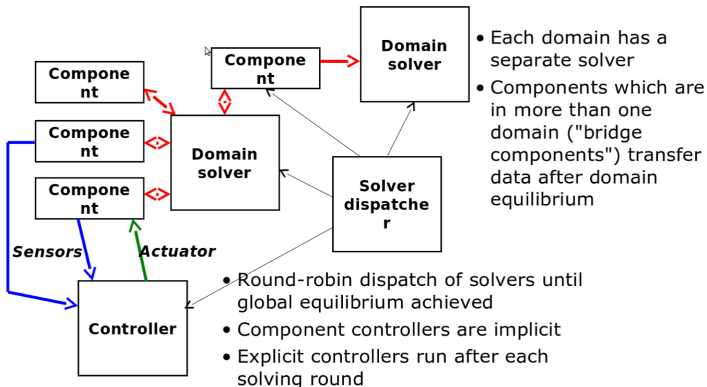 Compone
nt
Domain
solver
• Each domain has a
separate solver
• Components which are
in more than one
domain ("bridge
components") transfer
data after domain
equilibrium
Compone
nt
Compone
nt
Domain
solver
Compone
nt
Solver
dispatche
r
Sensors
Actuator
Controller
• Round-robin dispatch of solvers until
global equilibrium achieved
• Component controllers are implicit
• Explicit controllers run after each
solving round